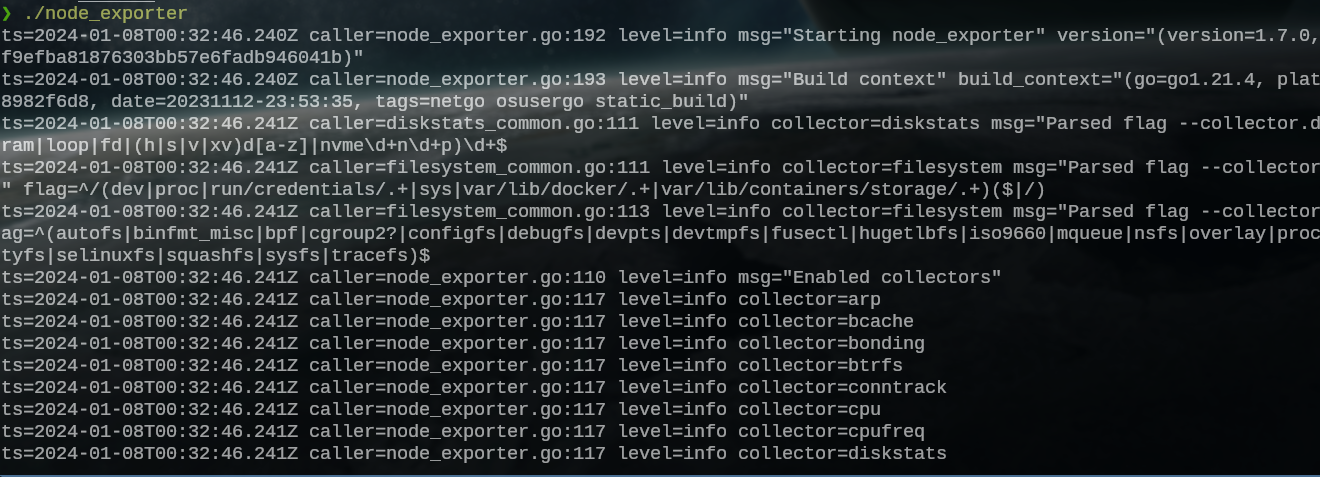 ❯ ./node_exporter
ts=2024-01-08T00:32:46.240Z caller=node_exporter.go:192 level=info msg="Starting node_exporter" version="(version=1.7.0,
f9efba81876303bb57e6fadb946041b)"
ts=2024-01-08T00:32:46.240Z caller=node_exporter.go:193 level=info msg="Build context" build_context="(go=go1.21.4, plat
8982f6d8, date=20231112-23:53:35, tags=netgo osusergo static_build)"
ts=2024-01-08T00:32:46.241Z caller=diskstats_common.go:111 level=info collector=diskstats msg="Parsed flag --collector.d
ram|loop|fd|(h|s|v|xv)d[a-z]|nvme\d+n\d+p)\d+$
ts=2024-01-08T00:32:46.241Z caller=filesystem_common.go:111 level=info collector=filesystem msg="Parsed flag --collector
" flag=^/(dev|proc|run/credentials/.+|sys|var/lib/docker/.+|var/lib/containers/storage/.+)($|/)
ts=2024-01-08T00:32:46.241Z caller=filesystem_common.go:113 level=info collector=filesystem msg="Parsed flag --collector
ag=^(autofs|binfmt_misc|bpf|cgroup2?|configfs|debugfs|devpts|devtmpfs|fusectl|hugetlbfs|iso9660|mqueue|nsfs|overlay|proc
tyfs|selinuxfs|squashfs|sysfs|tracefs)$
ts=2024-01-08T00:32:46.241Z caller=node_exporter.go:110 level=info msg="Enabled collectors"
ts=2024-01-08T00:32:46.241Z caller=node_exporter.go:117 level=info collector=arp
ts=2024-01-08T00:32:46.241Z caller=node_exporter.go:117 level=info collector=bcache
ts=2024-01-08T00:32:46.241Z caller=node_exporter.go:117 level=info collector=bonding
ts=2024-01-08T00:32:46.241Z caller=node_exporter.go:117 level=info collector=btrfs
ts=2024-01-08T00:32:46.241Z caller=node_exporter.go:117 level=info collector=conntrack
ts=2024-01-08T00:32:46.241Z caller=node_exporter.go:117 level=info collector=cpu
ts=2024-01-08T00:32:46.241Z caller=node_exporter.go:117 level=info collector=cpufreq
ts=2024-01-08T00:32:46.241Z caller=node_exporter.go:117 level=info collector=diskstats